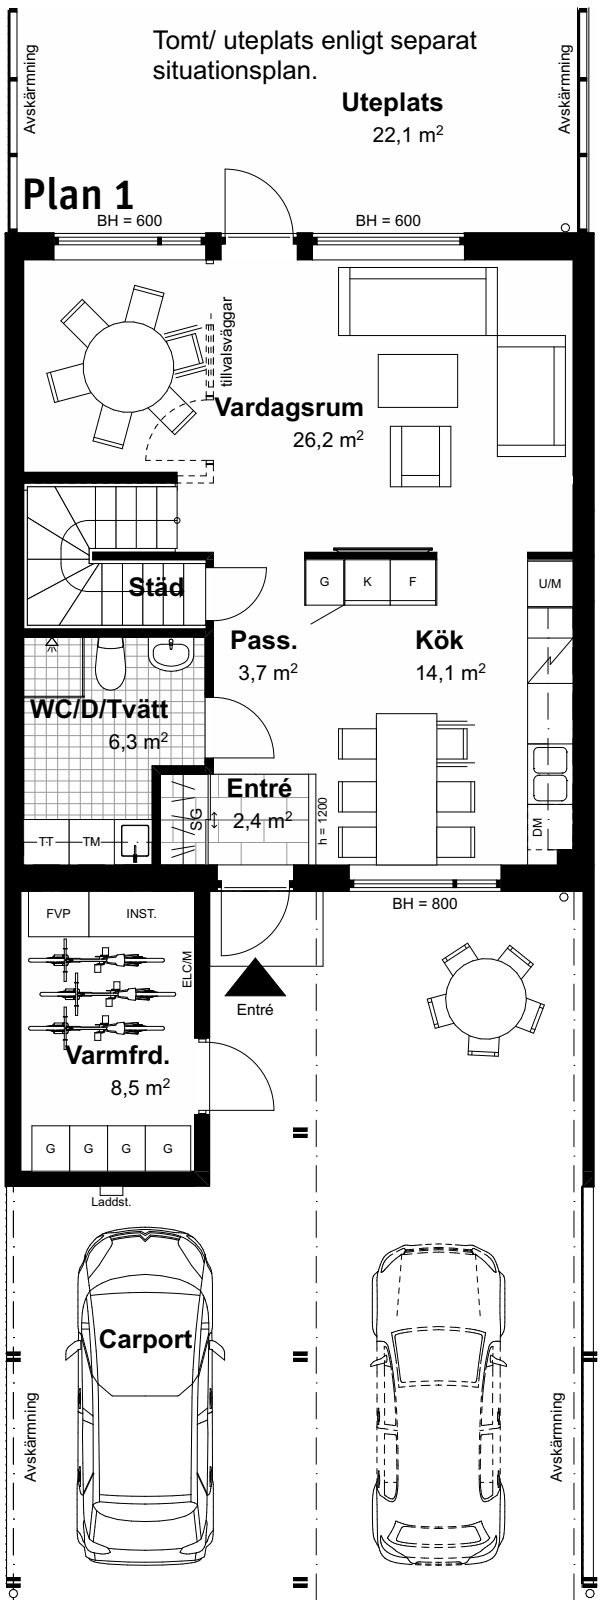 Tomt/ uteplats enligt separat
situationsplan.
Avskärmning
Avskärmning
Uteplats
22,1 m²
Plan 1
BH = 600
BH = 600
tillvalsväggar
Vardagsrum
26,2 m²
Städ
G
K
F
U/M
Pass.
3,7 m²
Kök
14,1 m²
WC/D/Tvätt
6,3 m²
Entré
2,4 m²
SG
h = 1200
DM
TT
TM
BH = 800
FVP
INST.
ELC/M
Entré
Varmfrd.
8,5 m²
G
G
G
G
Laddst.
Carport
Avskärmning
Avskärmning